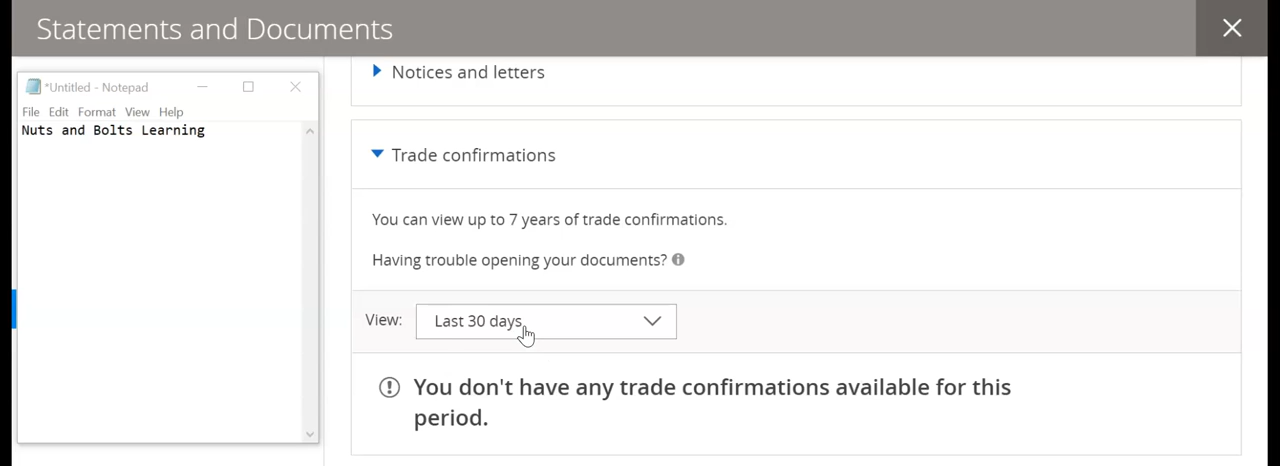 Statements and Documents
*Untitled - Notepad
File Edit Format View Help
Nuts and Bolts Learning
Notices and letters
Trade confirmations
You can view up to 7 years of trade confirmations.
Having trouble opening your documents?
View: Last 30 days
You don't have any trade confirmations available for this
period.